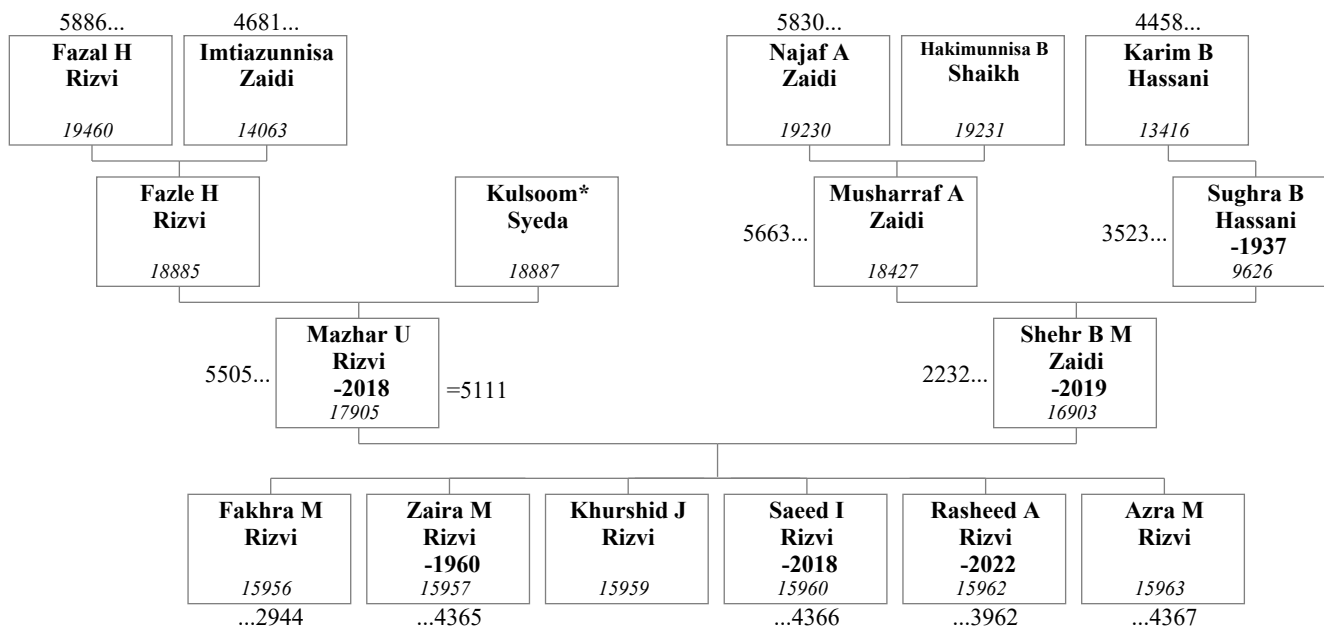 5886...
4681...
5830...
4458...
Fazal H
Rizvi
19460
Imtiazunnisa
Zaidi
14063
Najaf A
Zaidi
19230
Hakimunnisa B
Shaikh
19231
Karim B
Hassani
13416
Fazle H
Rizvi
18885
Kulsoom*
Syeda
18887
5663...
Musharraf A
Zaidi
18427
3523...
Sughra B
Hassani
-1937
9626
5505...
Mazhar U
Rizvi
-2018
17905
=5111
2232...
Shehr B M
Zaidi
-2019
16903
Fakhra M
Rizvi
15956
...2944
Zaira M
Rizvi
-1960
15957
...4365
Khurshid J
Rizvi
15959
Saeed I
Rizvi
-2018
15960
...4366
Rasheed A
Rizvi
-2022
15962
...3962
Azra M
Rizvi
15963
...4367